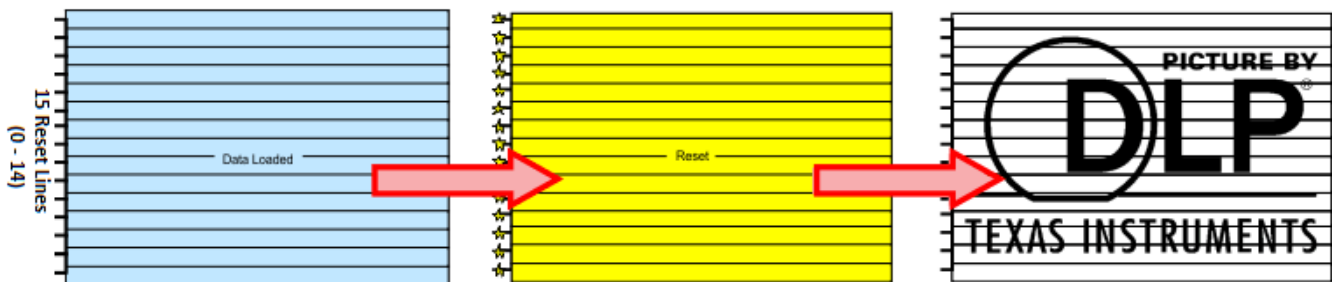 15 Reset Lines
(0 - 14)
Data Loaded
Reset
PICTURE BY
DLP®
TEXAS INSTRUMENTS